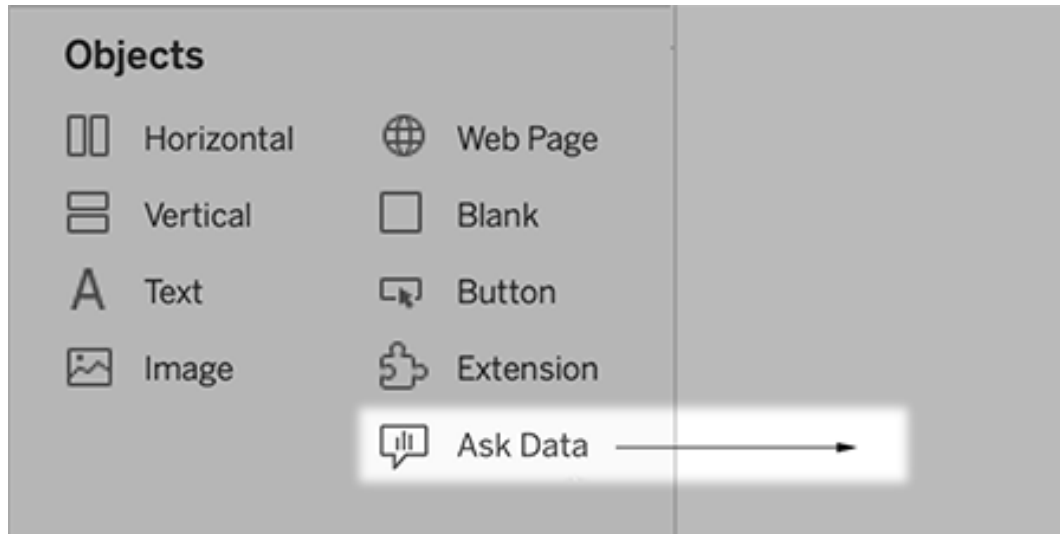 Objects
Horizontal
Web Page
Vertical
Blank
A Text
Button
Image
Extension
Ask Data